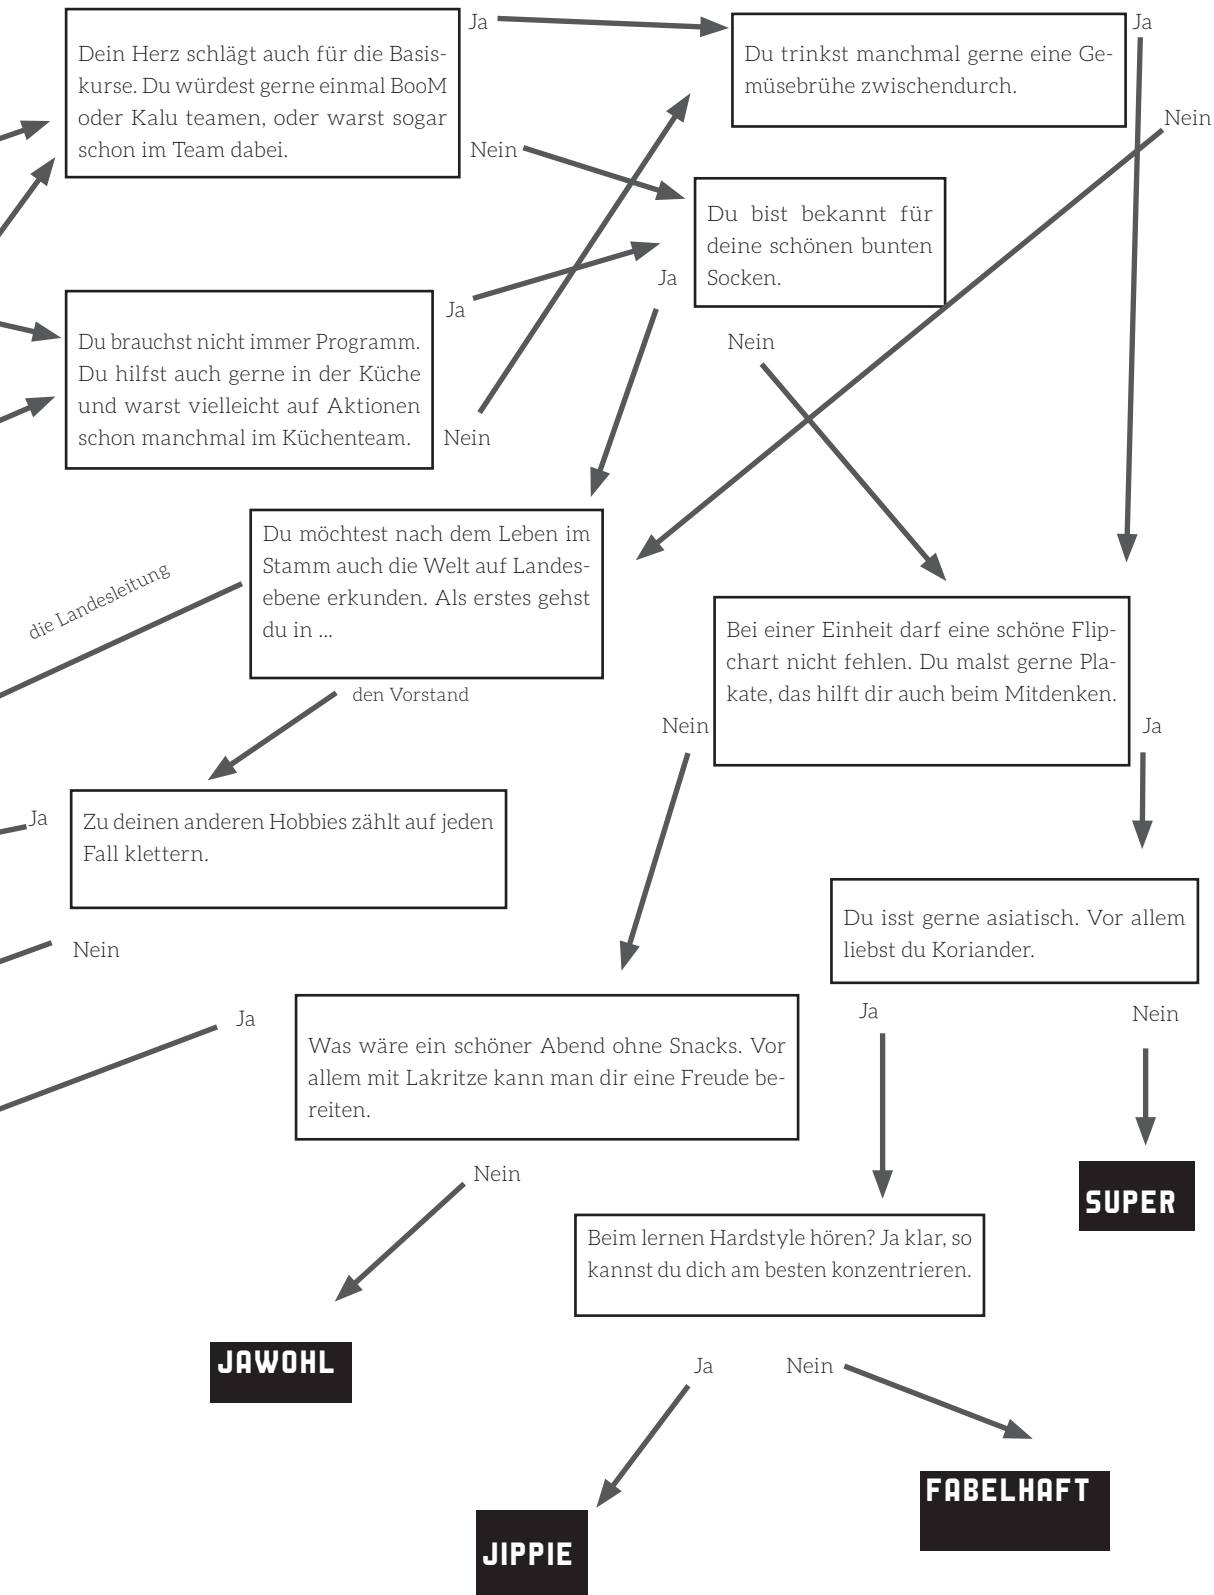 Ja
Dein Herz schlägt auch für die Basis-
kurse. Du würdest gerne einmal BooM
oder Kalu teamen, oder warst sogar
schon im Team dabei.
Nein
Du trinkst manchmal gerne eine Ge-
müsebrühe zwischendurch.
Ja
Nein
Du bist bekannt für
deine schönen bunten
Socken.
Ja
Nein
Du brauchst nicht immer Programm.
Du hilfst auch gerne in der Küche
und warst vielleicht auf Aktionen
schon manchmal im Küchenteam.
Ja
Nein
Du möchtest nach dem Leben im
Stamm auch die Welt auf Landes-
ebene erkunden. Als erstes gehst
du in ...
die Landesleitung
den Vorstand
Bei einer Einheit darf eine schöne Flip-
chart nicht fehlen. Du malst gerne Pla-
kate, das hilft dir auch beim Mitdenken.
Nein
Ja
Ja
Zu deinen anderen Hobbies zählt auf jeden
Fall klettern.
Nein
Du isst gerne asiatisch. Vor allem
liebst du Koriander.
Ja
Nein
Ja
Was wäre ein schöner Abend ohne Snacks. Vor
allem mit Lakritze kann man dir eine Freude be-
reiten.
Nein
SUPER
Beim lernen Hardstyle hören? Ja klar, so
kannst du dich am besten konzentrieren.
JAWOHL
Ja
Nein
FABELHAFT
JIPPIE